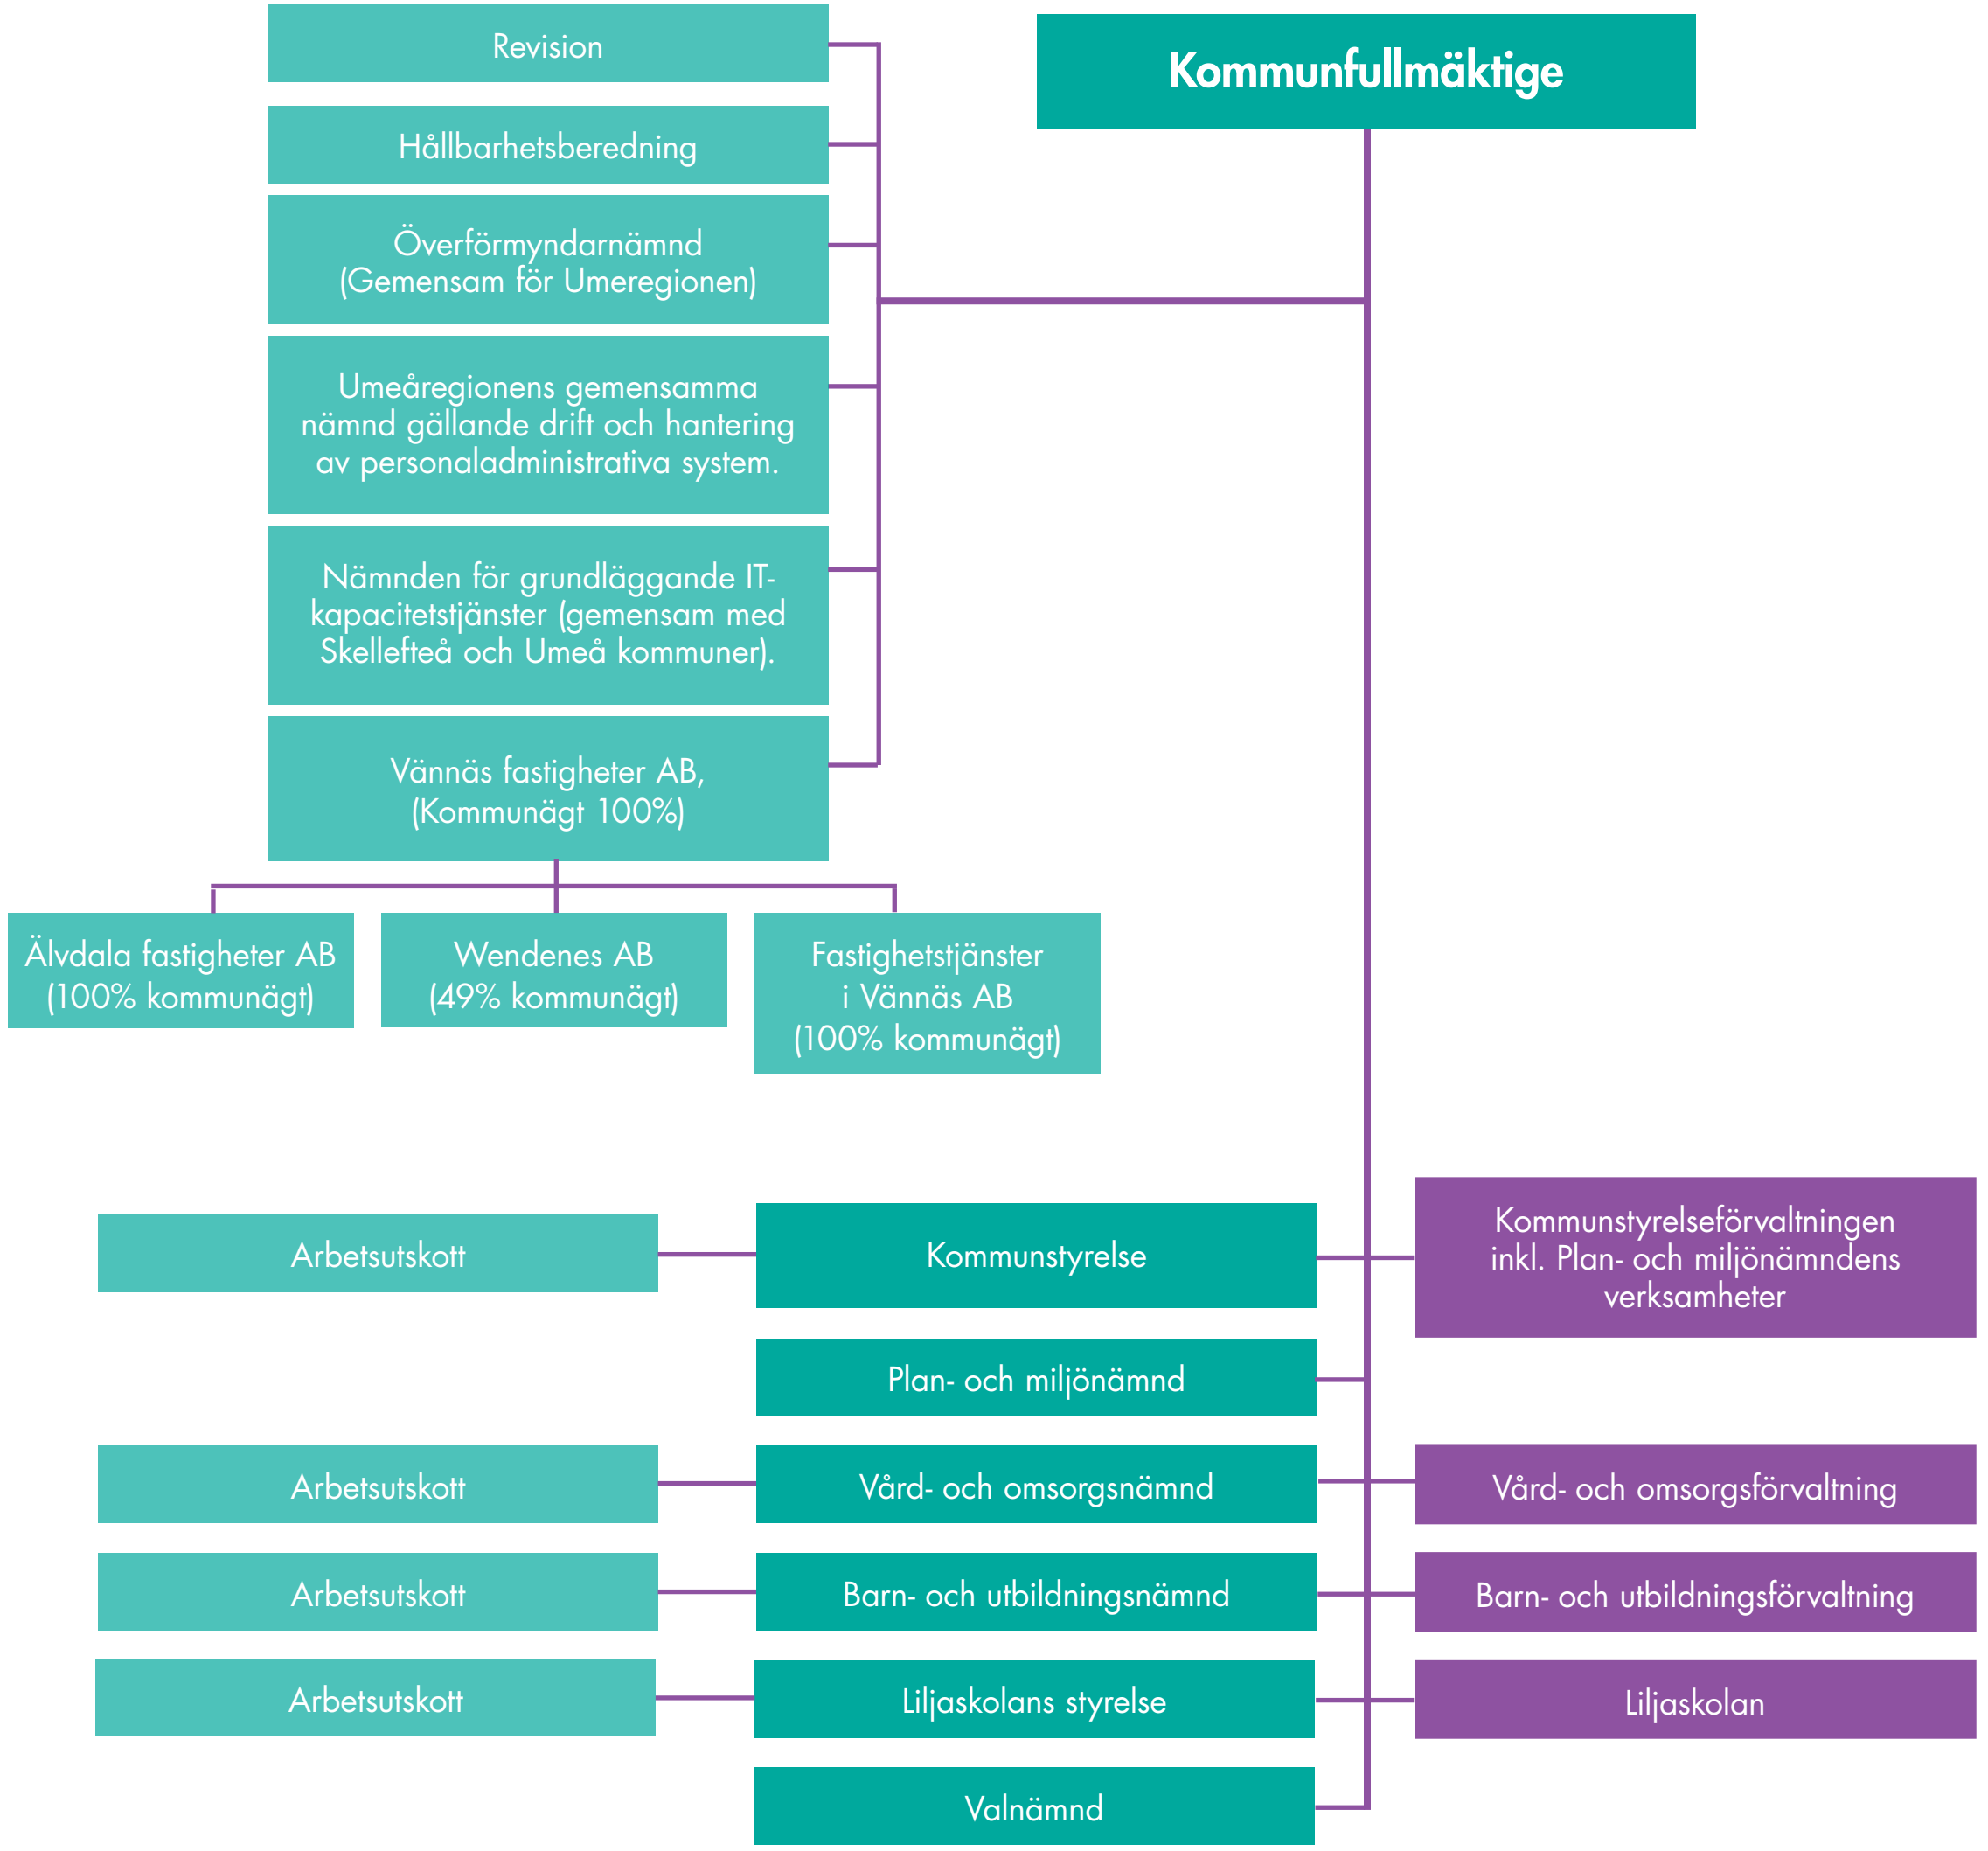 Kommunfullmäktige
Revision
Hållbarhetsberedning
Överförmyndarnämnd
(Gemensam för Umeregionen)
Umeåregionens gemensamma
nämnd gällande drift och hantering
av personaladministrativa system.
Nämnden för grundläggande IT-
kapacitetstjänster (gemensam med
Skellefteå och Umeå kommuner).
Vännäs fastigheter AB,
(Kommunägt 100%)
Älvdala fastigheter AB
(100% kommunägt)
Wendenes AB
(49% kommunägt)
Fastighetstjänster
i Vännäs AB
(100% kommunägt)
Arbetsutskott
Kommunstyrelse
Kommunstyrelseförvaltningen
inkl. Plan- och miljönämndens
verksamheter
Plan- och miljönämnd
Arbetsutskott
Vård- och omsorgsnämnd
Vård- och omsorgsförvaltning
Arbetsutskott
Barn- och utbildningsnämnd
Barn- och utbildningsförvaltning
Arbetsutskott
Liljaskolans styrelse
Liljaskolan
Valnämnd